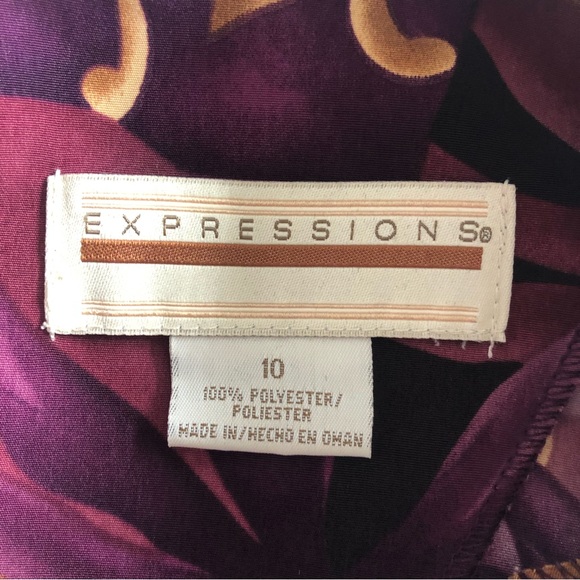 EXPRESSIONS®
10
100% POLYESTER/
POLIESTER
MADE IN/HECHO EN OMAN